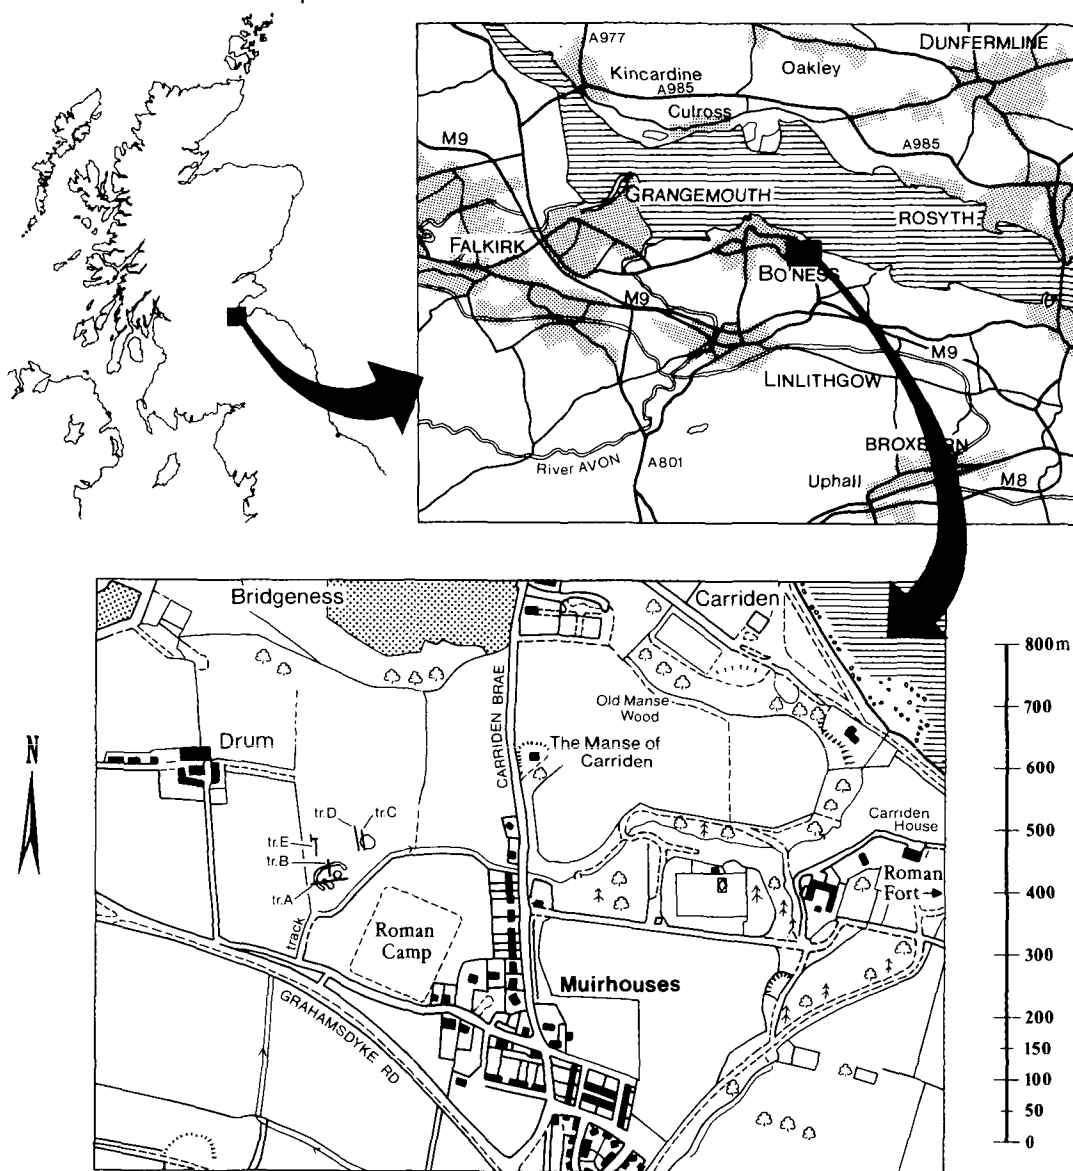 A977
DUNFERMLINE
Kincardine
Oakley
A985
Culross
M9
A985
GRANGEMOUTH
ROSYTH
FALKIRK
BO'NESS
M9
M9
LINLITHGOW
BROXBURN
River AVON
A801
Uphall
M8
Bridgeness
Carriden
800m
CARRIDEN BRAE
Old Manse
Wood
700
N
Drum
The Manse of
Carriden
600
tr.D
tr.C
Carriden
House
500
tr.E
tr.B
Roman
Fort
tr.A
400
track
Roman
Camp
300
Muirhouses
GRAHAMSDYKE RD
200
150
100
50
0